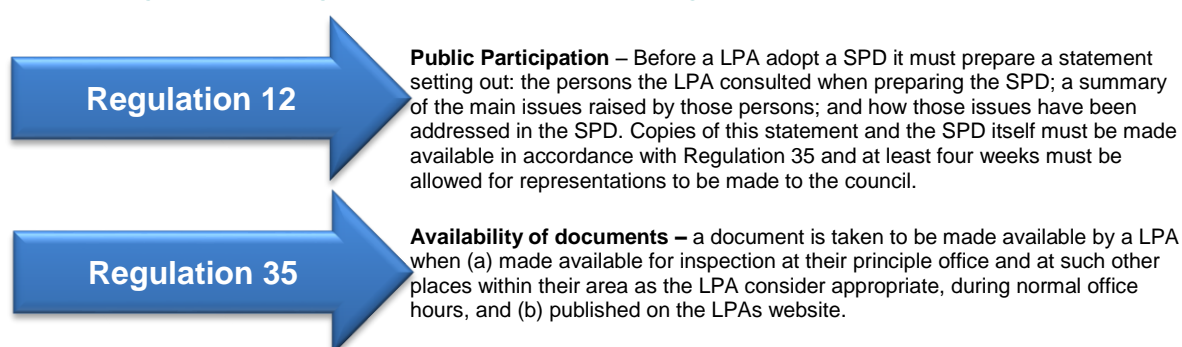 Regulation 12
Public Participation – Before a LPA adopt a SPD it must prepare a statement
setting out: the persons the LPA consulted when preparing the SPD; a summary
of the main issues raised by those persons; and how those issues have been
addressed in the SPD. Copies of this statement and the SPD itself must be made
available in accordance with Regulation 35 and at least four weeks must be
allowed for representations to be made to the council.
Regulation 35
Availability of documents – a document is taken to be made available by a LPA
when (a) made available for inspection at their principle office and at such other
places within their area as the LPA consider appropriate, during normal office
hours, and (b) published on the LPAs website.